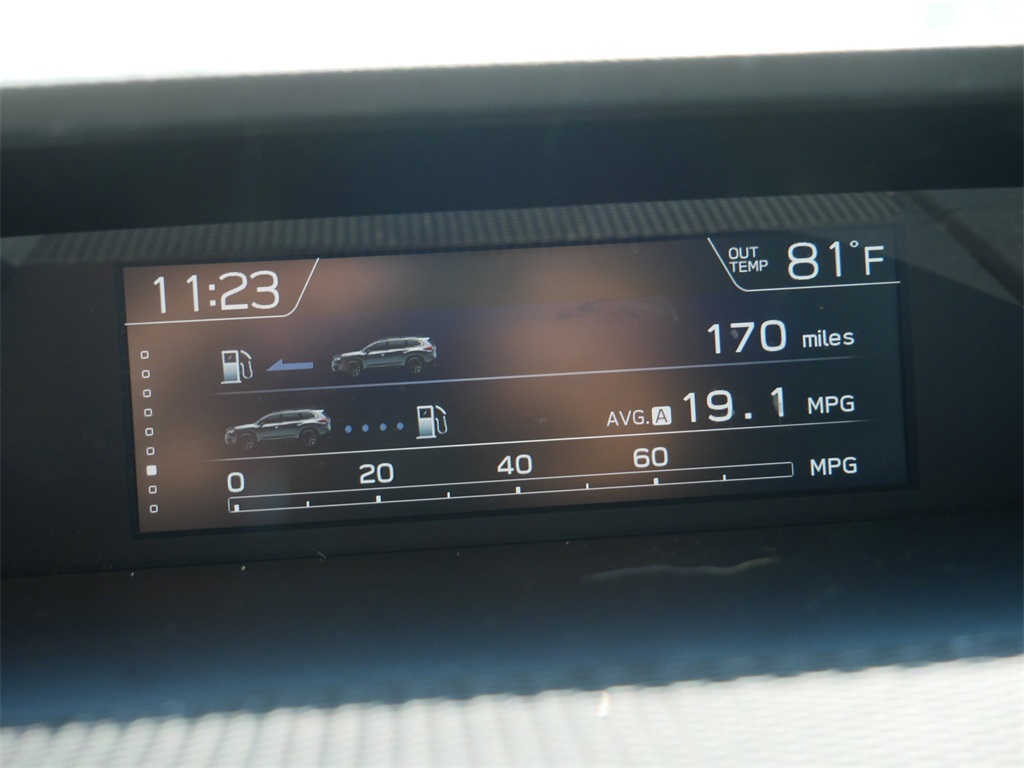 11:23
OUT TEMP 81°F
170 miles
AVG. A 19.1 MPG
0 20 40 60 MPG